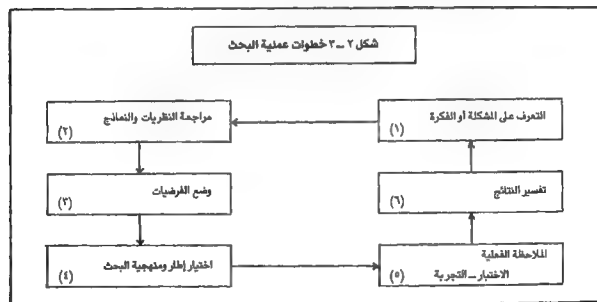 شكل ٢ – ٣ خطوات عملية البحث
التعرف على المشكلة أو الفكرة
(١)
مراجعة النظريات والنماذج
(٢)
وضع الفرضيات
(٣)
اختيار إطار ومنهجية البحث
(٤)
الملاحظة الفعلية
الاختبار – التجربة (٥)
تفسير النتائج
(٦)